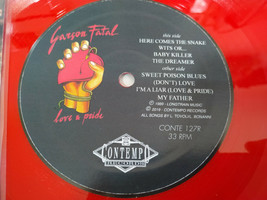 Garson Fatal
love & pride
this side
HERE COMES THE SNAKE
WITS OR...
BABY KILLER
THE DREAMER
other side
SWEET POISON BLUES
(DON'T) LOVE
I'M A LIAR (LOVE & PRIDE)
MY FATHER
CONTE 127R
33 RPM
CONTEMPO